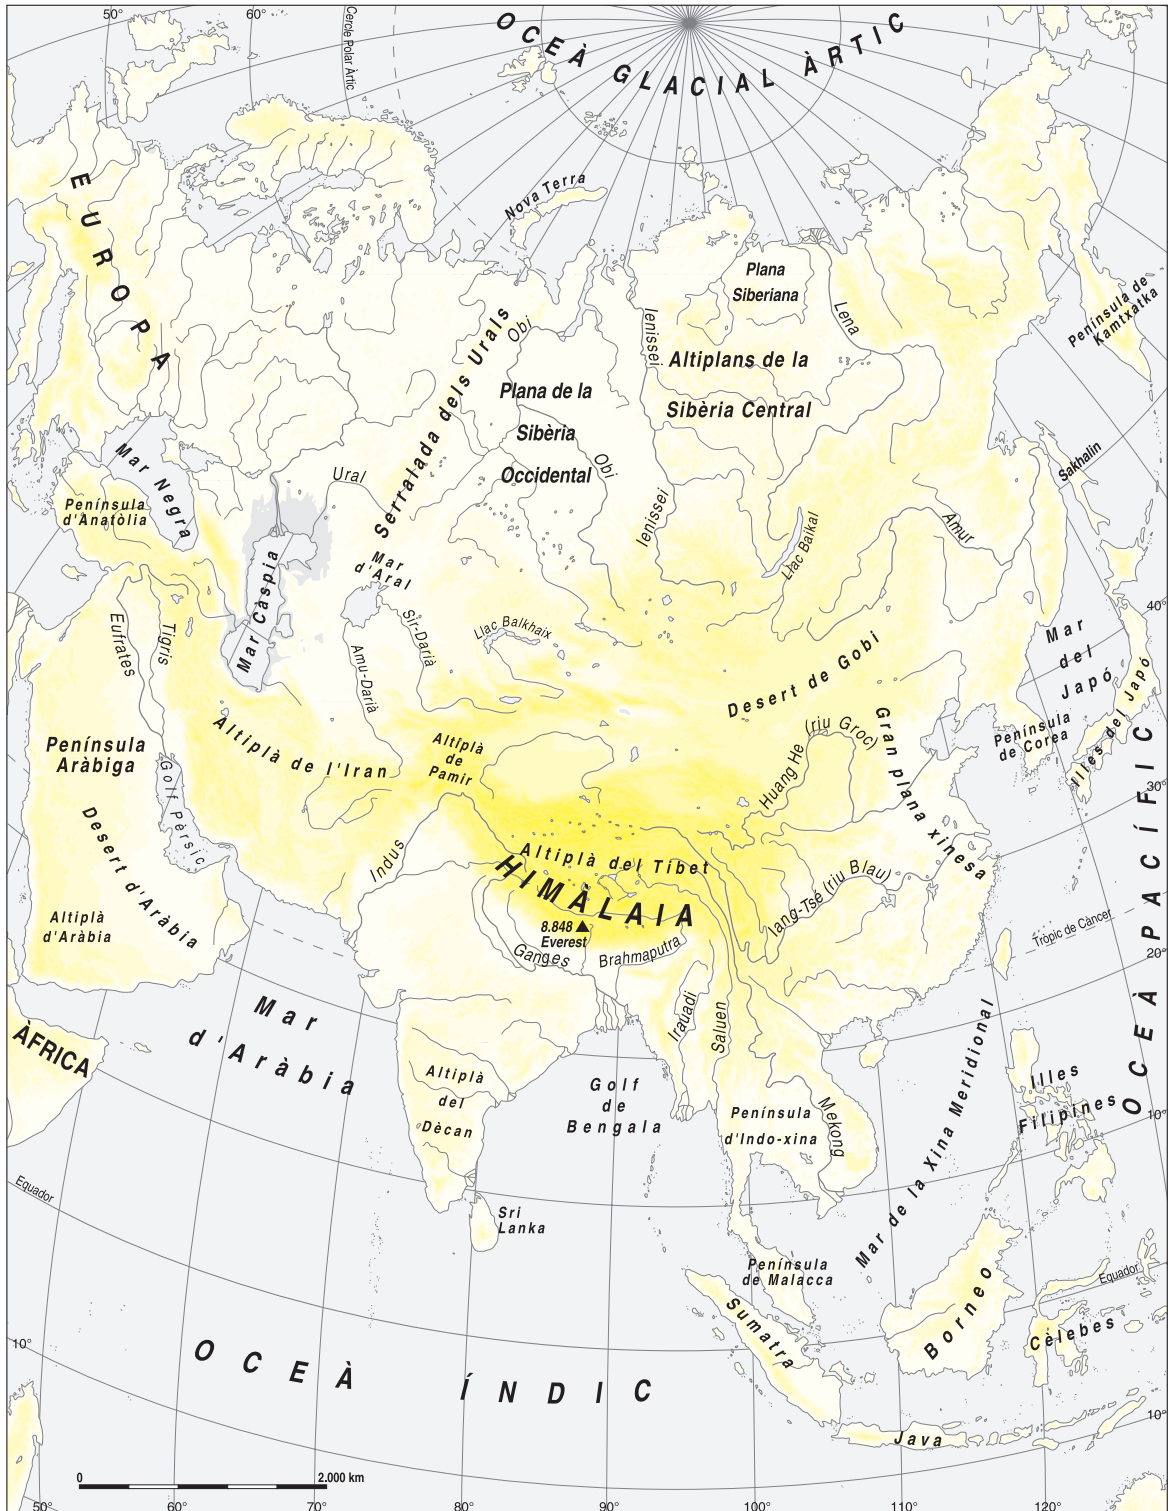 50°
60°
Cercle Polar Àrtic
OCEÀ GLACIAL ÀRTIC
EUROPA
Nova Terra
Plana
Siberiana
Península de
Kamtxatka
Serralada dels Urals
Obi
Ienissei
Lena
Altiplans de la
Sibèria Central
Plana de la
Sibèria
Occidental
Obi
Ienissei
Mar Negra
Ural
Sakhalin
Península
d'Anatòlia
Mar Càspia
Mar
d'Aral
Llac Baikal
Amur
40°
Eufrates
Tigris
Sir-Darià
Amu-Darià
Llac Balkhaix
Desert de Gobi
Mar
del
Japó
Illes del Japó
Península
de Corea
Península
Aràbiga
Altiplà de l'Iran
Altiplà
de
Pamir
Huang He (riu Groc)
Gran plana xinesa
30°
Golf Pèrsic
Desert d'Aràbia
Indus
Altiplà del Tibet
HIMÀLAIA
Iang-Tsé (riu Blau)
Altiplà
d'Aràbia
8.848
Everest
Ganges
Brahmaputra
Tròpic de Càncer
20°
OCEÀ PACÍFIC
Irauadi
Saluen
ÀFRICA
Mar
d'Aràbia
Altiplà
del
Dècan
Golf
de
Bengala
Península
d'Indo-xina
Mekong
Mar de la Xina Meridional
Illes
Filipines
10°
Equador
Sri
Lanka
Península
de Malacca
Equador
Sumatra
Borneo
Cèlebes
10°
OCEÀ ÍNDIC
Java
10°
0
2.000 km
50°
60°
70°
80°
90°
100°
110°
120°